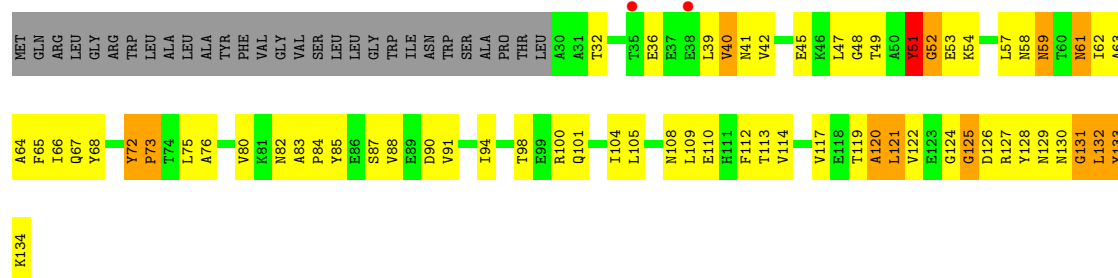 MET GLN ARG LEU GLY ARG TRP LEU ALA LEU ALA TYR PHE VAL GLY VAL SER LEU LEU GLY TRP ILE ASN TRP SER ALA PRO THR LEU A30 A31 T32 T35 E36 E37 E38 L39 V40 N41 V42 E45 K46 L47 G48 T49 A50 Y51 G52 E53 K54 L57 N58 N59 T60 N61 I62 A63
A64 F65 I66 Q67 Y68 Y72 P73 T74 L75 A76 V80 K81 N82 A83 P84 Y85 E86 S87 V88 E89 D90 V91 I94 T98 E99 R100 Q101 I104 L105 N108 L109 E110 H111 F112 T113 V114 V117 E118 T119 A120 L121 V122 E123 G124 G125 D126 R127 Y128 N129 N130 G131 L132 Y133
K134